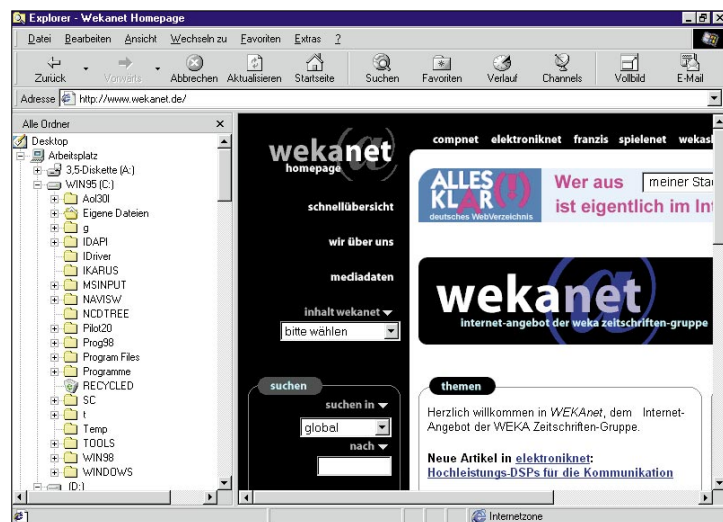 Explorer - Wekanet Homepage
Datei Bearbeiten Ansicht Wechseln zu Favoriten Extras ?
Zurück Vorwärts Abbrechen Aktualisieren Startseite Suchen Favoriten Verlauf Channels Vollbild E-Mail
Adresse http://www.wekanet.de/
Alle Ordner
Desktop
Arbeitsplatz
3,5-Diskette (A:)
WIN95 (C:)
Aol30I
Eigene Dateien
g
IDAPI
IDriver
IKARUS
MSINPUT
NAVISW
NCDTREE
Pilot20
Prog98
Program Files
Programme
RECYCLED
SC
t
Temp
TOOLS
WIN98
WINDOWS
(D:)
wekanet
homepage
schnellübersicht
wir über uns
mediadaten
inhalt wekanet
bitte wählen
suchen
suchen in
global
nach
compnet elektroniknet franzis spielenet
ALLES
KLAR(!)
deutsches WebVerzeichnis
Wer aus meiner
ist eigentlich im
wekanet
internet-angebot der weka zeitschriften-gruppe
themen
Herzlich willkommen in WEKAnet, dem Internet-
Angebot der WEKA Zeitschriften-Gruppe.
Neue Artikel in elektroniknet:
Hochleistungs-DSPs für die Kommunikation
Internetzone